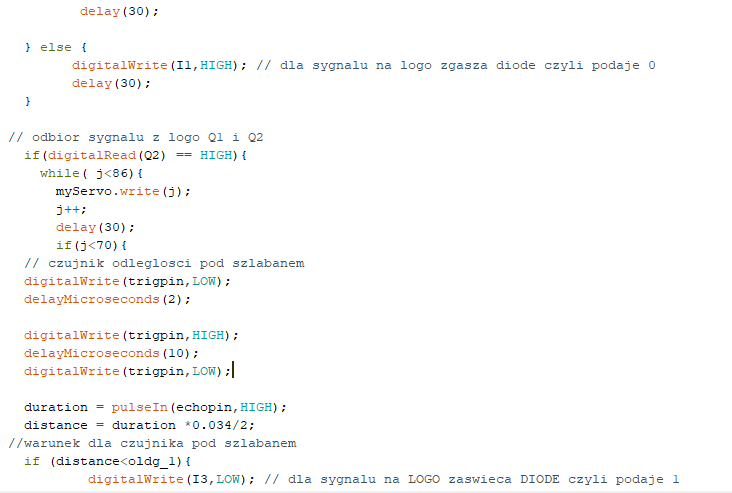 delay(30);
} else {
digitalWrite(I1,HIGH); // dla sygnalu na logo zgasza diode czyli podaje 0
delay(30);
}
// odbior sygnalu z logo Q1 i Q2
if(digitalRead(Q2) == HIGH){
while( j<86){
myServo.write(j);
j++;
delay(30);
if(j<70){
// czujnik odleglosci pod szlabanem
digitalWrite(trigpin,LOW);
delayMicroseconds(2);
digitalWrite(trigpin,HIGH);
delayMicroseconds(10);
digitalWrite(trigpin,LOW);
duration = pulseIn(echopin,HIGH);
distance = duration *0.034/2;
//warunek dla czujnika pod szlabanem
if (distance<oldg_1){
digitalWrite(I3,LOW); // dla sygnalu na LOGO zaswieca DIODE czyli podaje 1